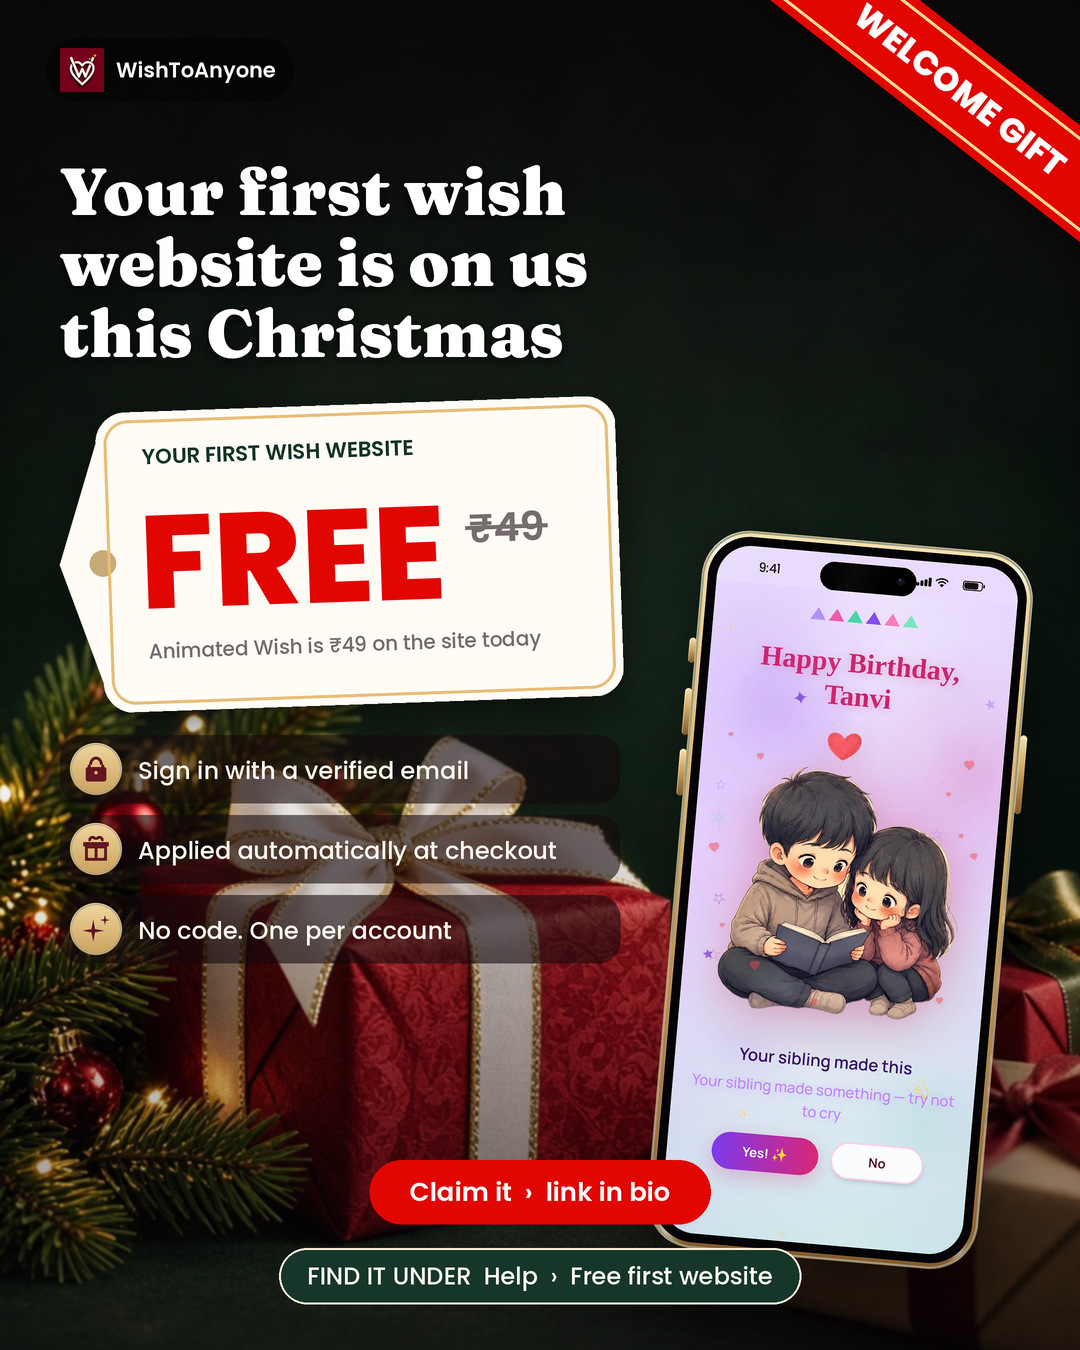 WishToAnyone
WELCOME GIFT
Your first wish
website is on us
this Christmas
YOUR FIRST WISH WEBSITE
FREE ₹49
Animated Wish is ₹49 on the site today
Sign in with a verified email
Applied automatically at checkout
No code. One per account
9:41
Happy Birthday,
Tanvi
Your sibling made this
Your sibling made something – try not
to cry
Yes! ✨
No
Claim it › link in bio
FIND IT UNDER Help › Free first website